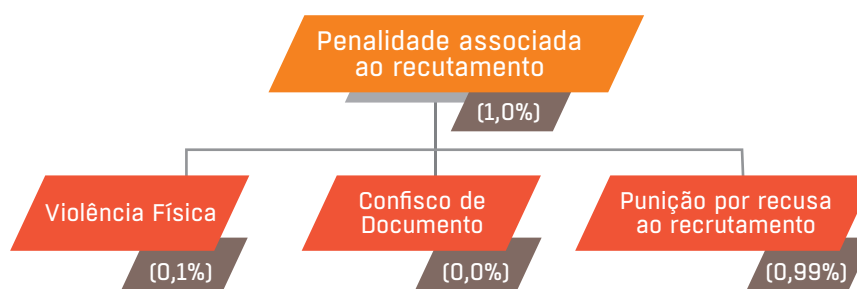 Penalidade associada
ao recutamento
(1,0%)
Violência Física
(0,1%)
Confisco de
Documento
(0,0%)
Punição por recusa
ao recrutamento
(0,99%)